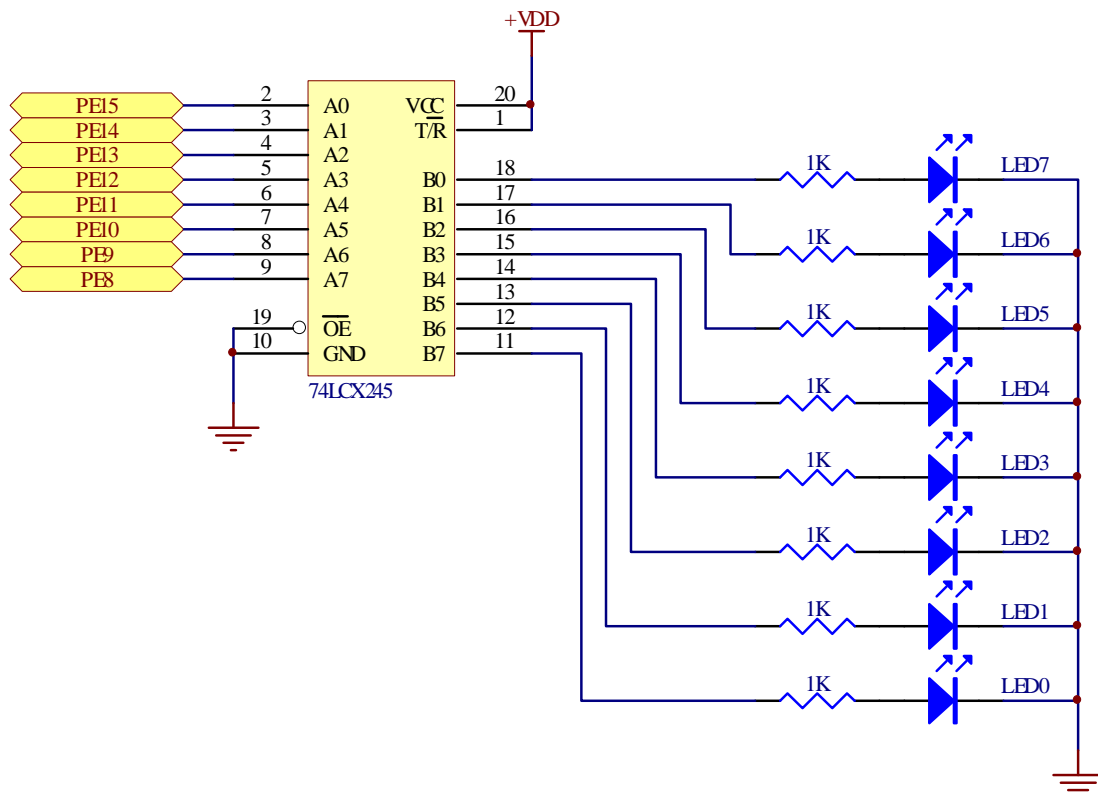 +VDD
PE15 2 A0 VCC 20
PE14 3 A1 T/R̅ 1
PE13 4 A2
PE12 5 A3 B0 18 1K LED7
PE11 6 A4 B1 17
PE10 7 A5 B2 16
PE9 8 A6 B3 15 1K LED6
PE8 9 A7 B4 14
B5 13
19 O̅E̅ B6 12 1K LED5
10 GND B7 11
74LCX245
1K LED4
1K LED3
1K LED2
1K LED1
1K LED0